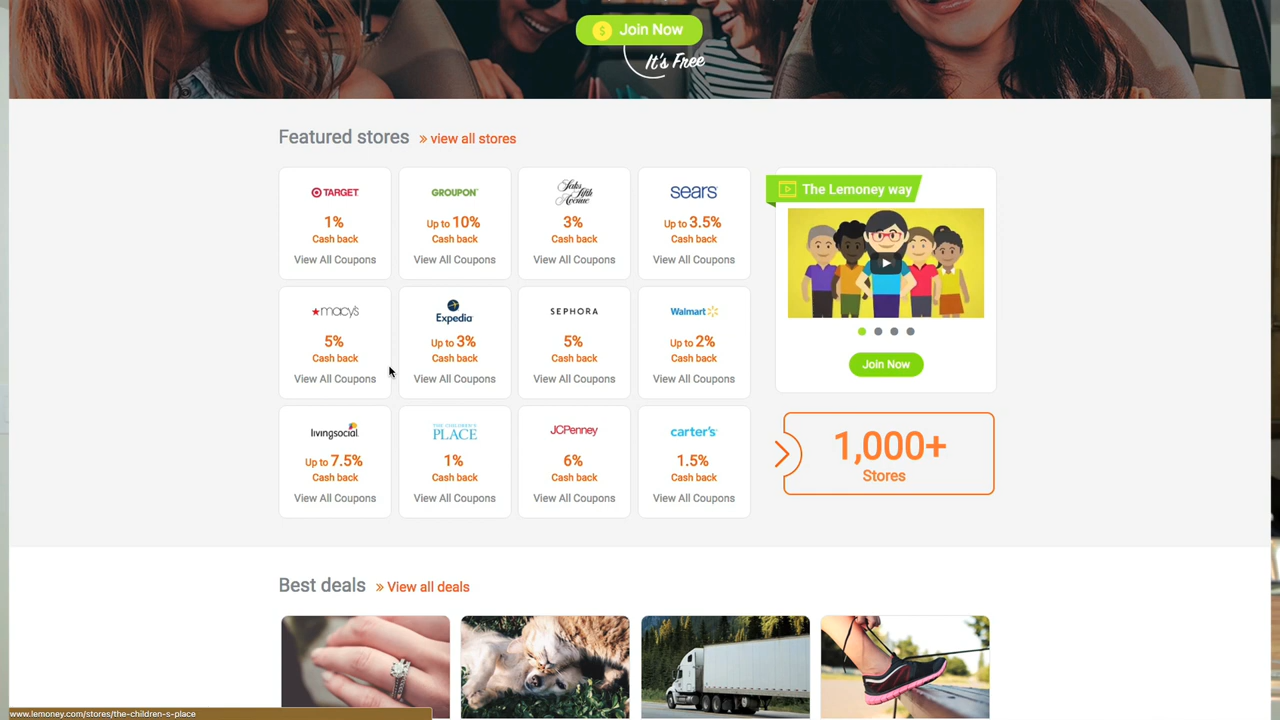 $ Join Now
It's Free
Featured stores » view all stores
TARGET
1%
Cash back
View All Coupons
GROUPON
Up to 10%
Cash back
View All Coupons
Saks Fifth Avenue
3%
Cash back
View All Coupons
sears
Up to 3.5%
Cash back
View All Coupons
The Lemoney way
macy's
5%
Cash back
View All Coupons
Expedia
Up to 3%
Cash back
View All Coupons
SEPHORA
5%
Cash back
View All Coupons
Walmart
Up to 2%
Cash back
View All Coupons
Join Now
livingsocial
Up to 7.5%
Cash back
View All Coupons
THE CHILDREN'S
PLACE
1%
Cash back
View All Coupons
JCPenney
6%
Cash back
View All Coupons
carter's
1.5%
Cash back
View All Coupons
1,000+
Stores
Best deals » View all deals
www.lemoney.com/stores/the-children-s-place